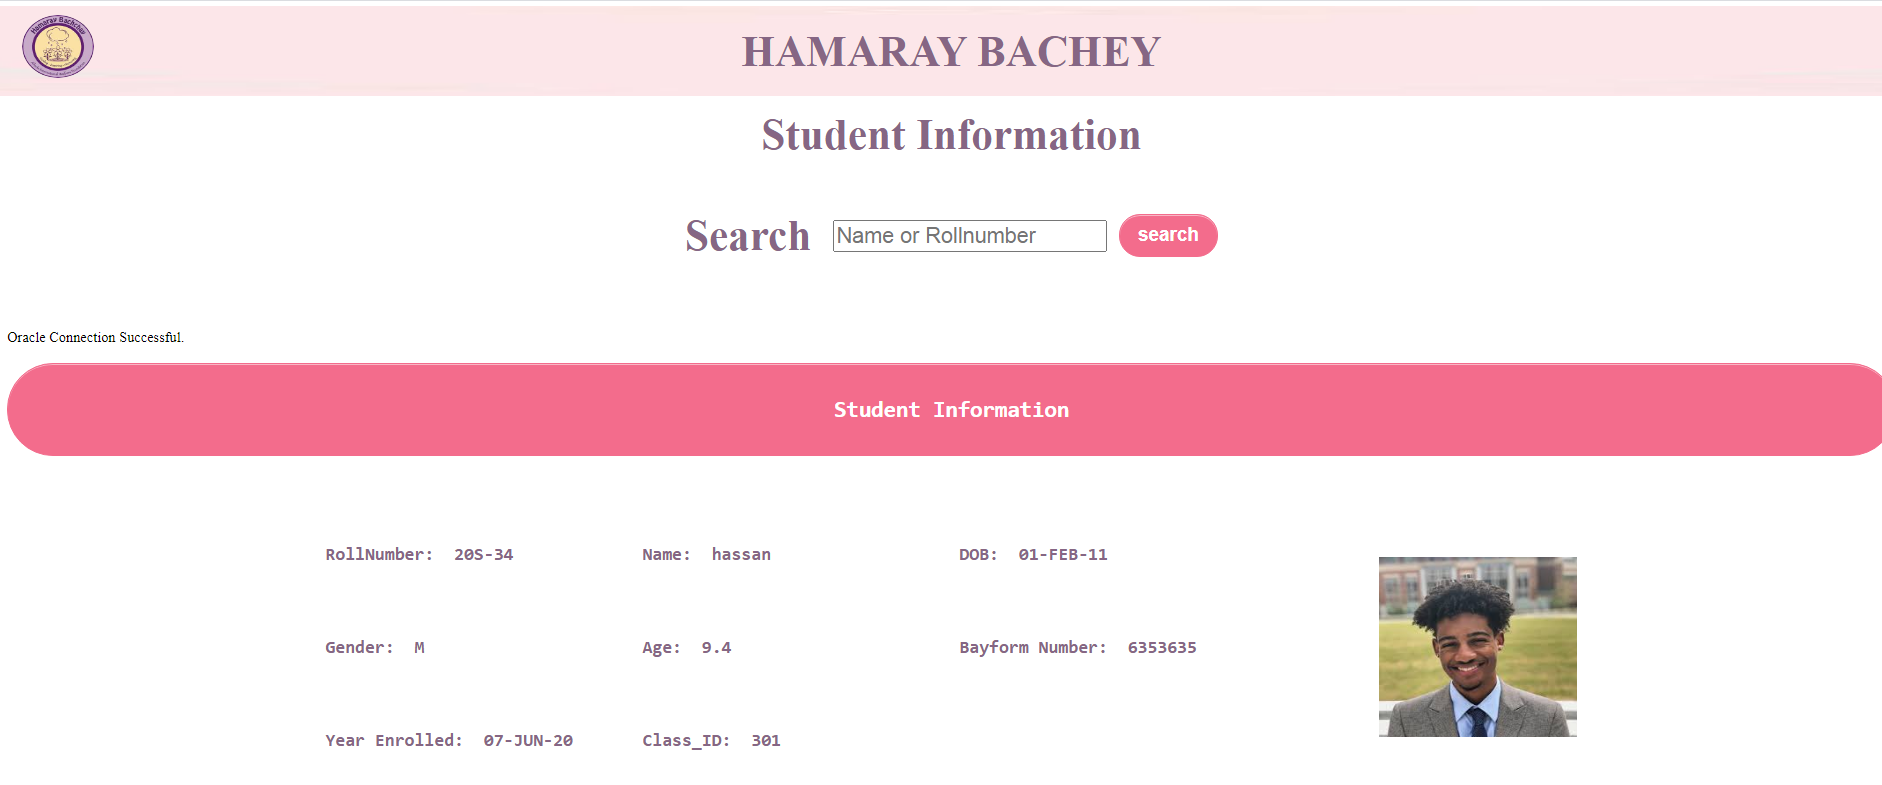 Hamaray Bachchay
HAMARAY BACHEY
Student Information
Search Name or Rollnumber search
Oracle Connection Successful.
Student Information
RollNumber: 20S-34 Name: hassan DOB: 01-FEB-11
Gender: M Age: 9.4 Bayform Number: 6353635
Year Enrolled: 07-JUN-20 Class_ID: 301